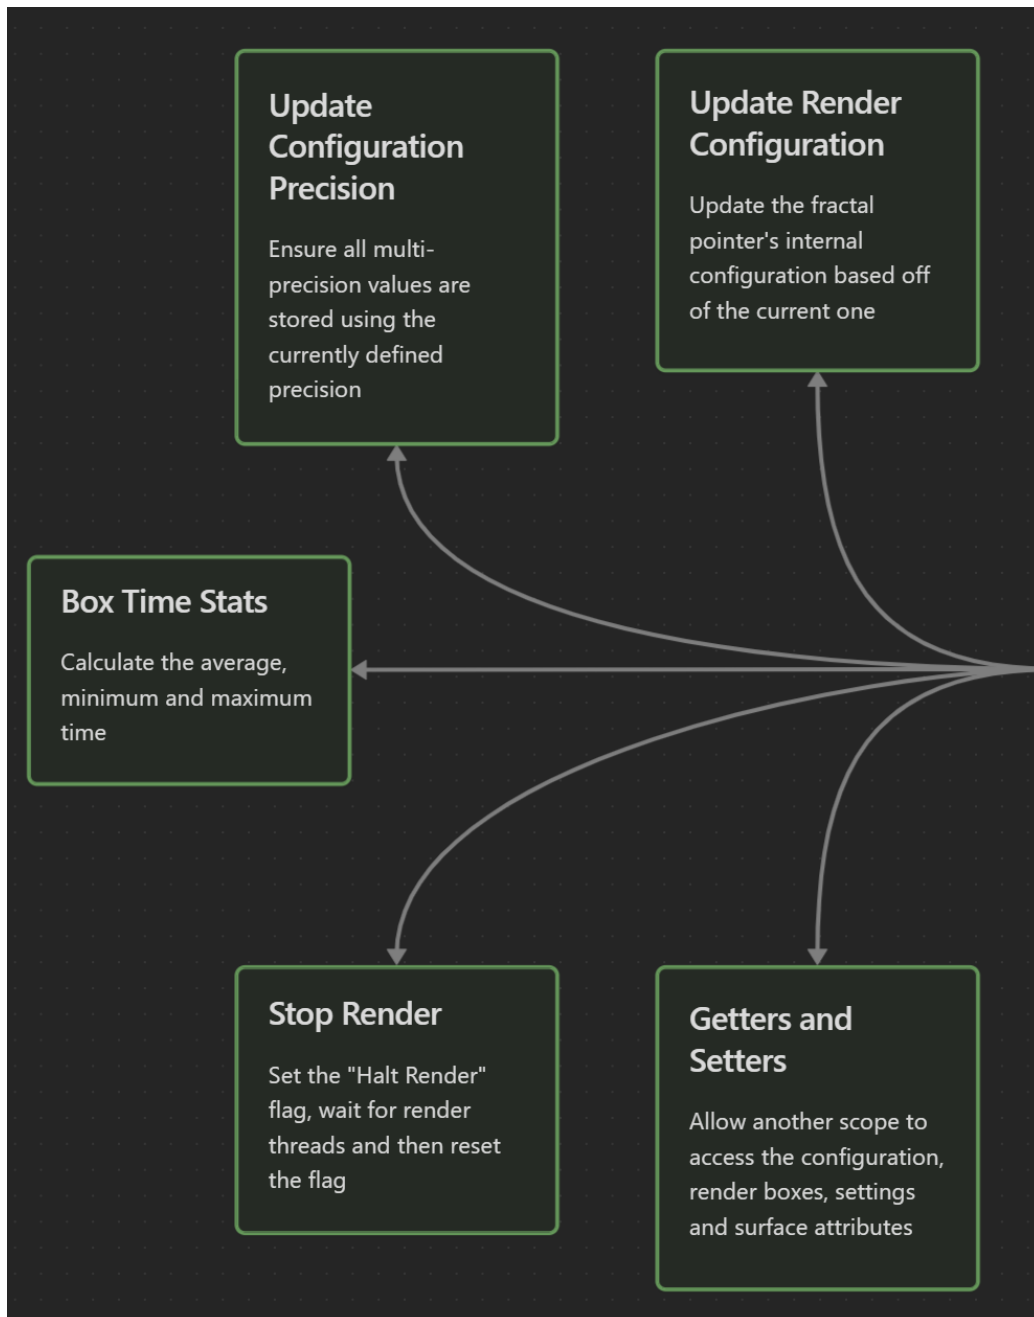 Update
Configuration
Precision
Ensure all multi-
precision values are
stored using the
currently defined
precision
Update Render
Configuration
Update the fractal
pointer's internal
configuration based off
of the current one
Box Time Stats
Calculate the average,
minimum and maximum
time
Stop Render
Set the "Halt Render"
flag, wait for render
threads and then reset
the flag
Getters and
Setters
Allow another scope to
access the configuration,
render boxes, settings
and surface attributes